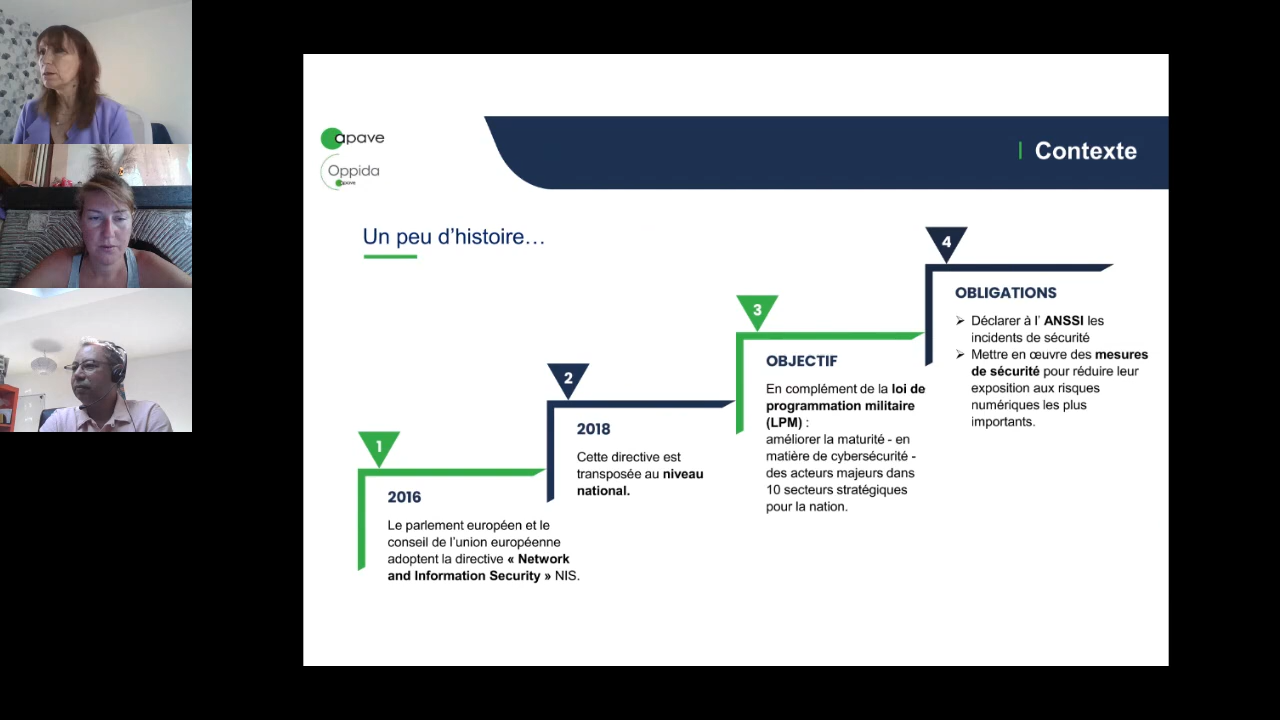 apave
Oppida
apave
Contexte
Un peu d’histoire…
1
2016
Le parlement européen et le
conseil de l’union européenne
adoptent la directive « Network
and Information Security » NIS.
2
2018
Cette directive est
transposée au niveau
national.
3
OBJECTIF
En complément de la loi de
programmation militaire
(LPM) :
améliorer la maturité - en
matière de cybersécurité -
des acteurs majeurs dans
10 secteurs stratégiques
pour la nation.
4
OBLIGATIONS
➢ Déclarer à l’ ANSSI les
incidents de sécurité
➢ Mettre en œuvre des mesures
de sécurité pour réduire leur
exposition aux risques
numériques les plus
importants.